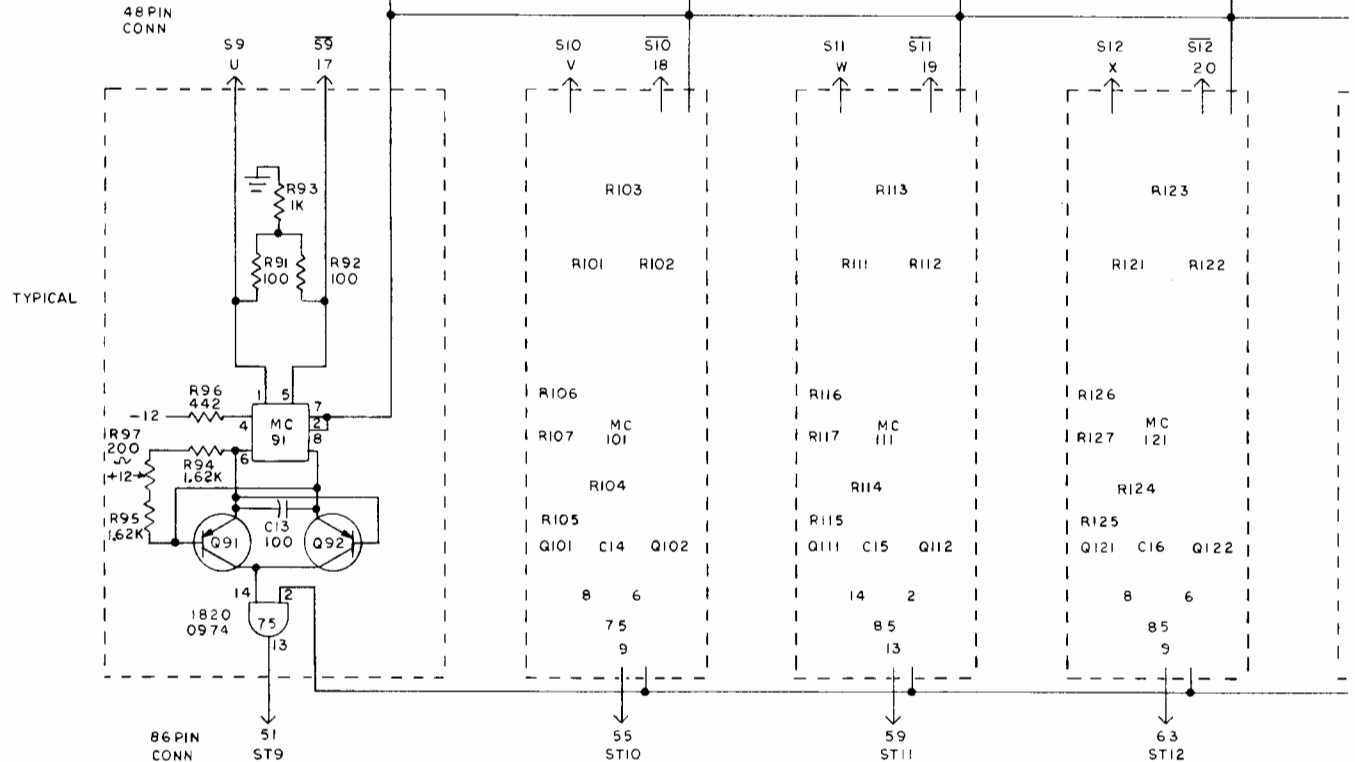 48 PIN
CONN
S9 S9 S10 S10 S11 S11 S12 S12
U 17 V 18 W 19 X 20
R93
1K
R103 R113 R123
R91
100
R92
100
R101 R102 R111 R112 R121 R122
TYPICAL
R96
442
1 5
-12
4
7
2
8
6
MC
91
R106 R116 R126
R107 MC
101
R117 MC
111
R127 MC
121
R97
200
+12
R94
1.62K
R104 R114 R124
R95
1.62K
Q91 C13
100
Q92
R105 R115 R125
Q101 C14 Q102 Q111 C15 Q112 Q121 C16 Q122
14 2 8 6 14 2 8 6
1820
0974
75 75 85 85
13 9 13 9
86 PIN
CONN
51 55 59 63
ST9 ST10 ST11 ST12